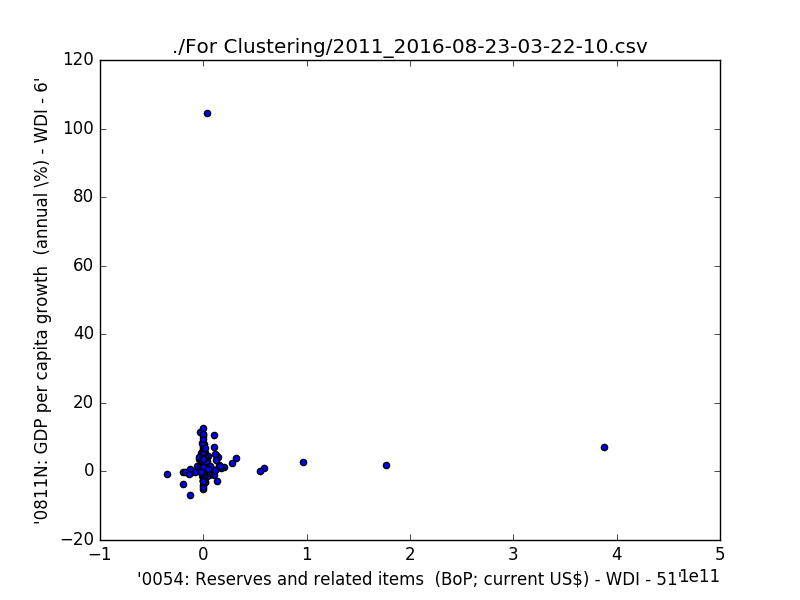 ./For Clustering/2011_2016-08-23-03-22-10.csv
120
100
80
60
40
20
0
−20
'0811N: GDP per capita growth  (annual \%) - WDI - 6'
−1 0 1 2 3 4 5
1e11
'0054: Reserves and related items  (BoP; current US$) - WDI - 51'